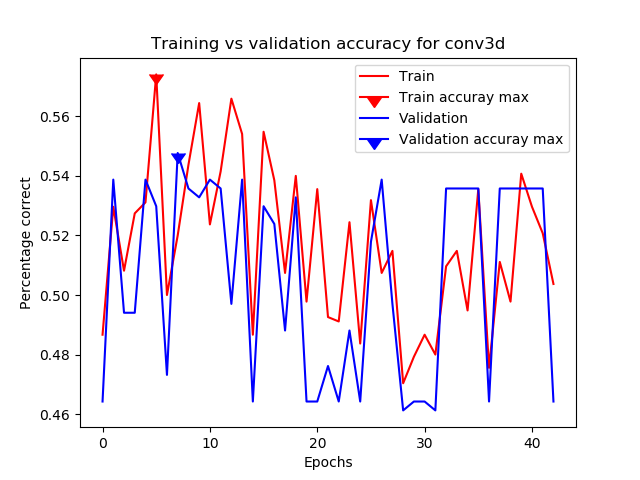 Training vs validation accuracy for conv3d
Train
Train accuray max
Validation
Validation accuray max
Percentage correct
0.56
0.54
0.52
0.50
0.48
0.46
0
10
20
30
40
Epochs